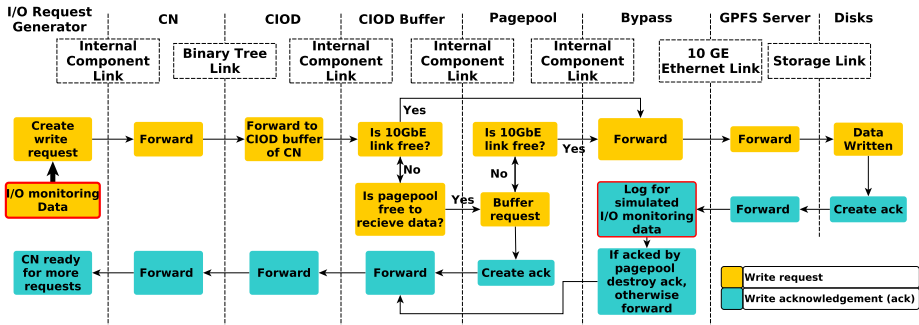 I/O Request
Generator
CN
CIOD
CIOD Buffer
Pagepool
Bypass
GPFS Server
Disks
Internal
Component
Link
Binary Tree
Link
Internal
Component
Link
Internal
Component
Link
Internal
Component
Link
10 GE
Ethernet Link
Storage Link
Yes
Create
write
request
Forward
Forward to
CIOD buffer
of CN
Is 10GbE
link free?
Is 10GbE
link free?
Yes
Forward
Forward
Data
Written
No
No
I/O monitoring
Data
Is pagepool
free to
recieve data?
Yes
Buffer
request
Log for
simulated
I/O monitoring
data
Forward
Create ack
CN ready
for more
requests
Forward
Forward
Forward
Create ack
If acked by
pagepool
destroy ack,
otherwise
forward
Write request
Write acknowledgement (ack)